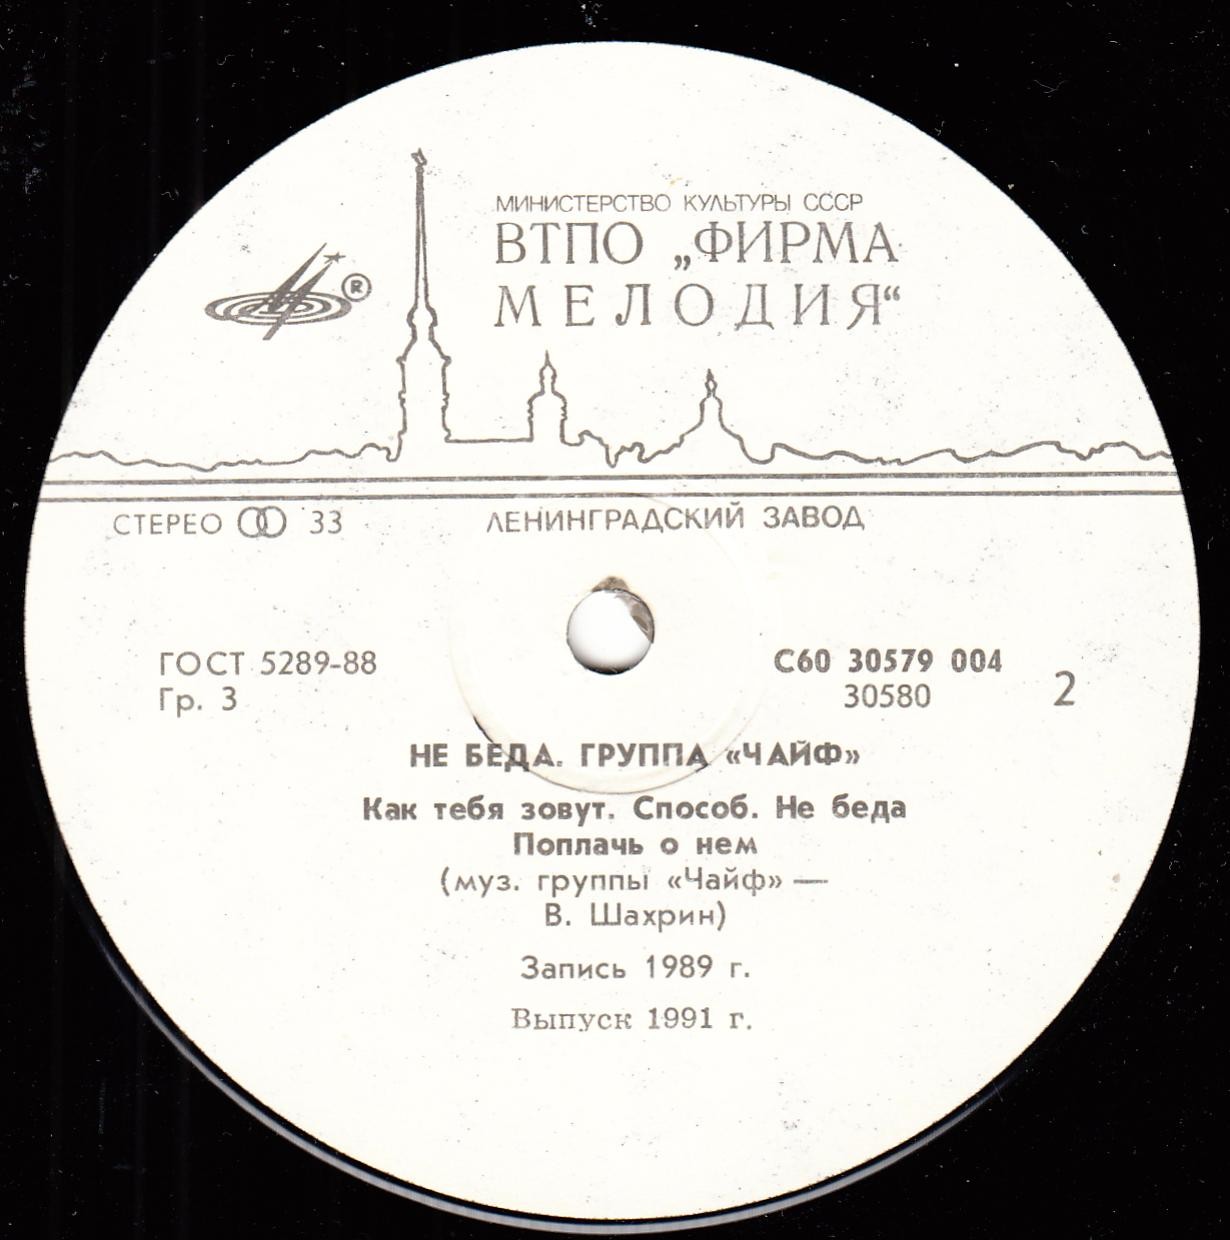 МИНИСТЕРСТВО КУЛЬТУРЫ СССР
ВТПО „ФИРМА
МЕЛОДИЯ“
®
СТЕРЕО 33
ЛЕНИНГРАДСКИЙ ЗАВОД
ГОСТ 5289-88
Гр. 3
С60 30579 004
30580
2
НЕ БЕДА. ГРУППА «ЧАЙФ»
Как тебя зовут. Способ. Не беда
Поплачь о нем
(муз. группы «Чайф» —
В. Шахрин)
Запись 1989 г.
Выпуск 1991 г.